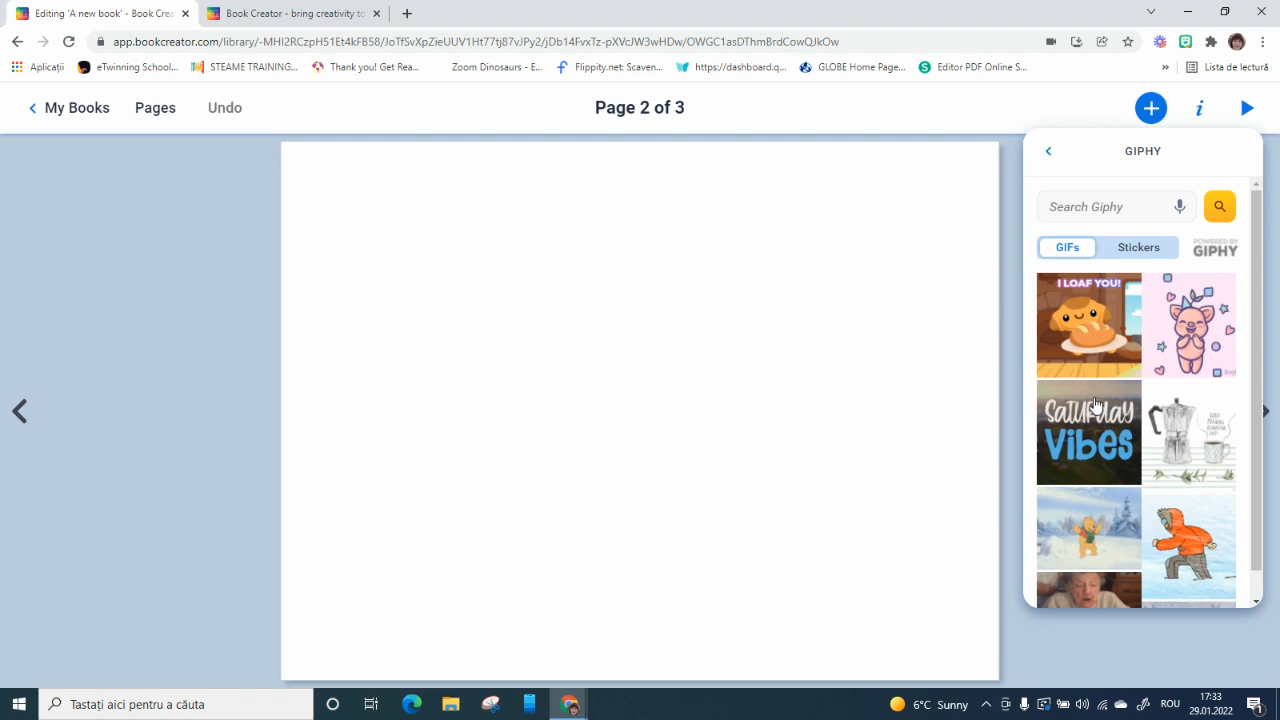 Editing 'A new book' - Book Crea
Book Creator - bring creativity to
app.bookcreator.com/library/-MHI2RCzpH51Et4kFB58/JoTfSvXpZieUUV1Ht77tj87vJPy2/jDb14FvxTz-pXVcJW3wHDw/OWGC1asDThmBrdCowQJkOw
Aplicații
eTwinning School...
STEAME TRAINING...
Thank you! Get Rea...
Zoom Dinosaurs - E...
Flippity.net: Scaven...
https://dashboard.q...
GLOBE Home Page...
Editor PDF Online S...
»
Lista de lectură
My Books
Pages
Undo
Page 2 of 3
GIPHY
Search Giphy
GIFs
Stickers
POWERED BY
GIPHY
I LOAF YOU!
SATURDAY
Vibes
Tastați aici pentru a căuta
6°C Sunny
ROU
17:33
29.01.2022
1